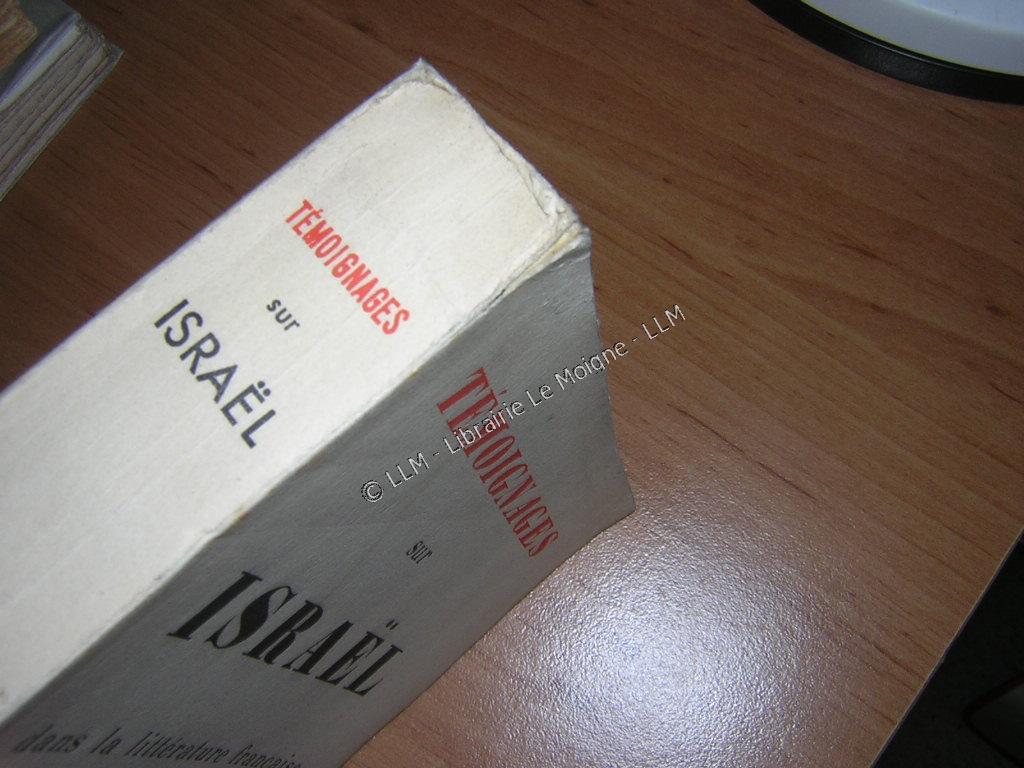 TÉMOIGNAGES
sur
ISRAËL
TÉMOIGNAGES
sur
ISRAËL
dans la littérature française
© LLM - Librairie Le Moigne - LLM